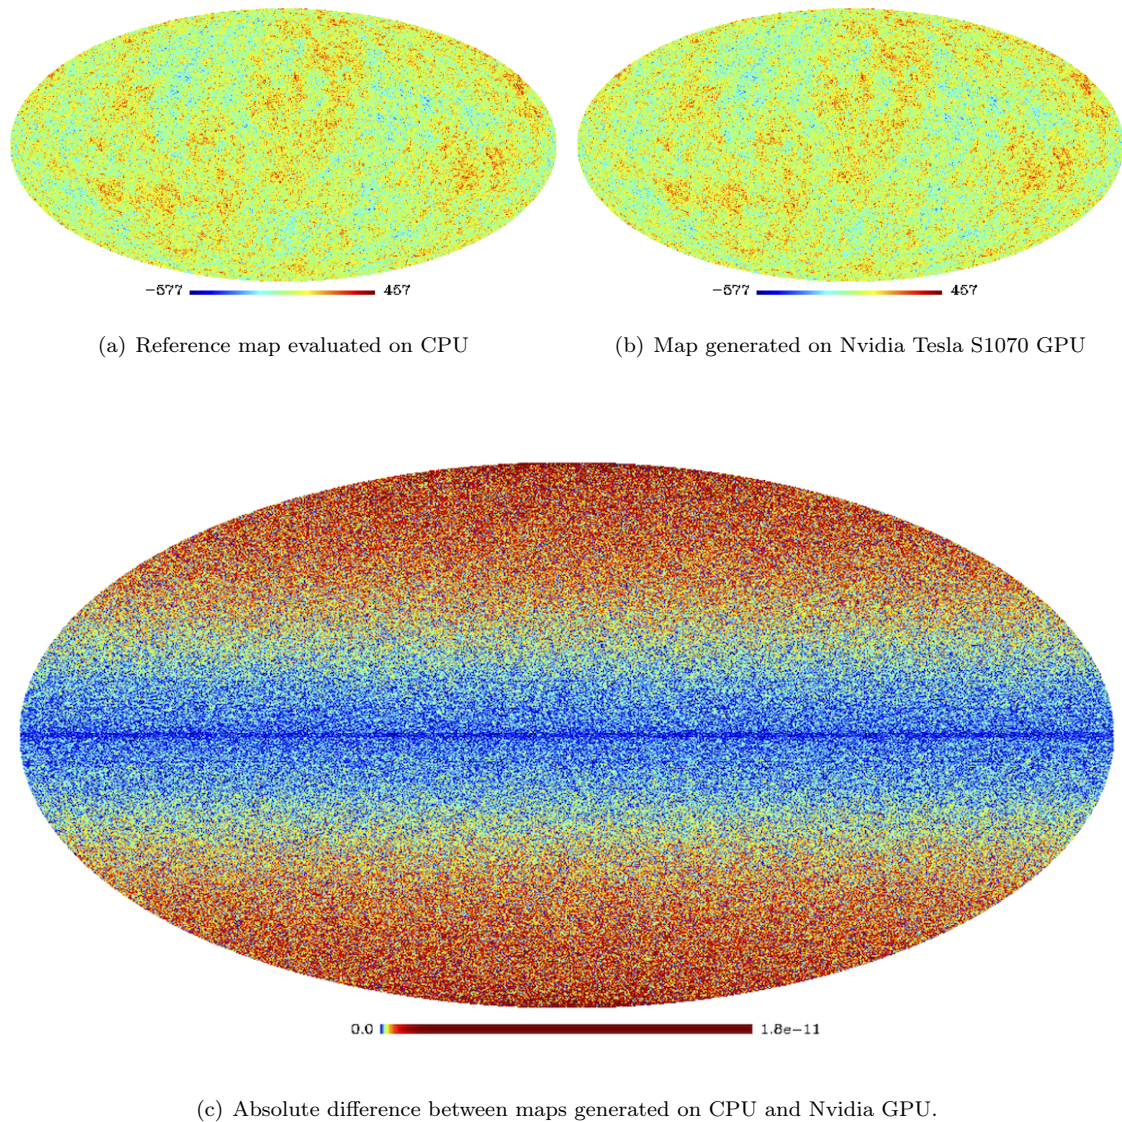 −577 457
−577 457
(a) Reference map evaluated on CPU
(b) Map generated on Nvidia Tesla S1070 GPU
0.0 1.8e−11
(c) Absolute difference between maps generated on CPU and Nvidia GPU.